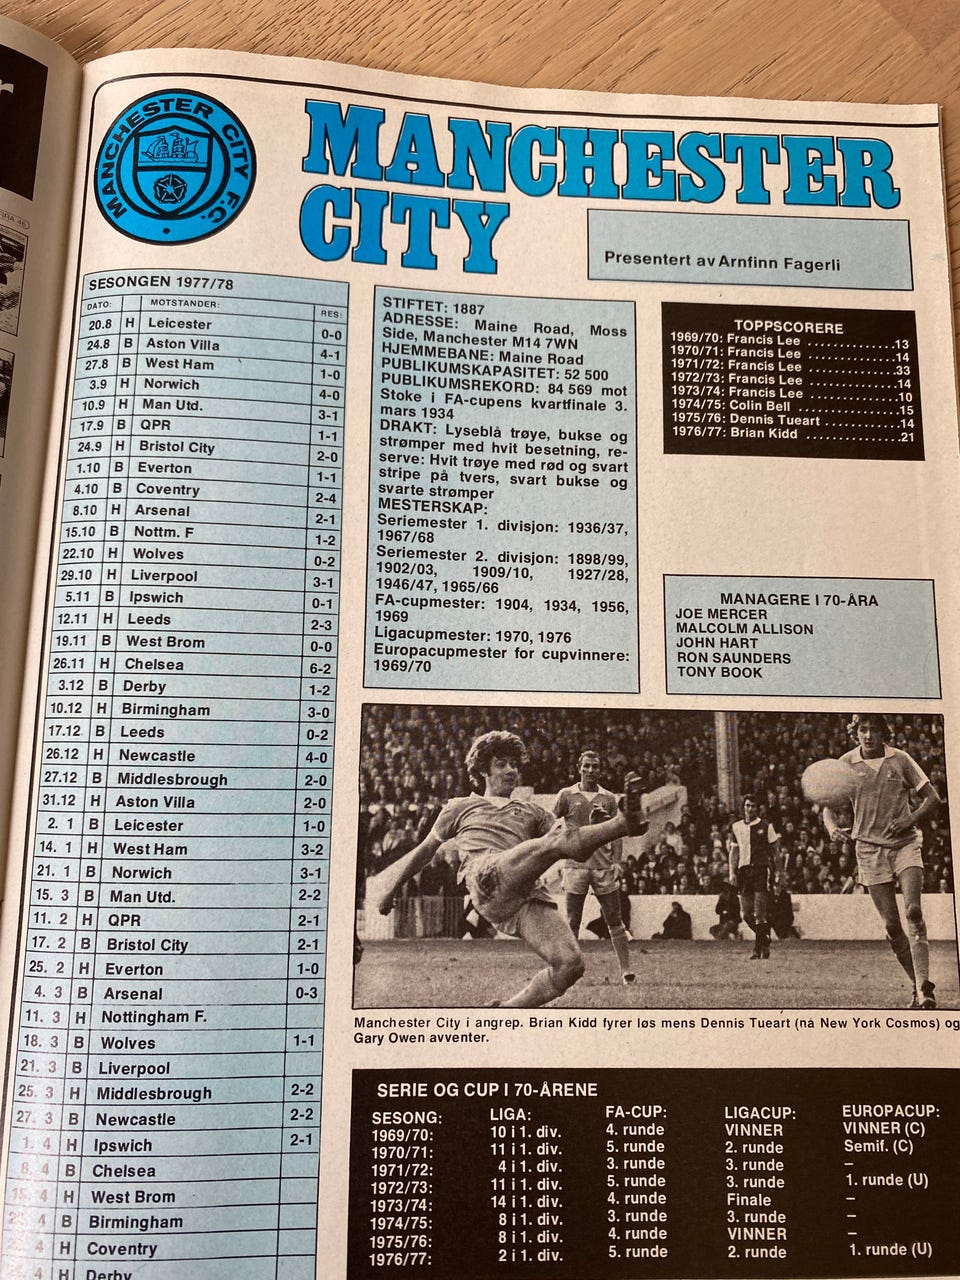 MANCHESTER CITY F.C.
MANCHESTER
CITY
Presentert av Arnfinn Fagerli
SESONGEN 1977/78
DATO: MOTSTANDER: RES:
20.8 H Leicester 0-0
24.8 B Aston Villa 4-1
27.8 B West Ham 1-0
3.9 H Norwich 4-0
10.9 H Man Utd. 3-1
17.9 B QPR 1-1
24.9 H Bristol City 2-0
1.10 B Everton 1-1
4.10 B Coventry 2-4
8.10 H Arsenal 2-1
15.10 B Nottm. F 1-2
22.10 H Wolves 0-2
29.10 H Liverpool 3-1
5.11 B Ipswich 0-1
12.11 H Leeds 2-3
19.11 B West Brom 0-0
26.11 H Chelsea 6-2
3.12 B Derby 1-2
10.12 H Birmingham 3-0
17.12 B Leeds 0-2
26.12 H Newcastle 4-0
27.12 B Middlesbrough 2-0
31.12 H Aston Villa 2-0
2. 1 B Leicester 1-0
14. 1 H West Ham 3-2
21. 1 B Norwich 3-1
15. 3 B Man Utd. 2-2
11. 2 H QPR 2-1
17. 2 B Bristol City 2-1
25. 2 H Everton 1-0
4. 3 B Arsenal 0-3
11. 3 H Nottingham F.
18. 3 B Wolves 1-1
21. 3 B Liverpool
25. 3 H Middlesbrough 2-2
27. 3 B Newcastle 2-2
1. 4 H Ipswich 2-1
8. 4 B Chelsea
4 H West Brom
4 B Birmingham
4 H Coventry
4 H Derby
STIFTET: 1887
ADRESSE: Maine Road, Moss
Side, Manchester M14 7WN
HJEMMEBANE: Maine Road
PUBLIKUMSKAPASITET: 52 500
PUBLIKUMSREKORD: 84 569 mot
Stoke i FA-cupens kvartfinale 3.
mars 1934
DRAKT: Lyseblå trøye, bukse og
strømper med hvit besetning, re-
serve: Hvit trøye med rød og svart
stripe på tvers, svart bukse og
svarte strømper
MESTERSKAP:
Seriemester 1. divisjon: 1936/37,
1967/68
Seriemester 2. divisjon: 1898/99,
1902/03, 1909/10, 1927/28,
1946/47, 1965/66
FA-cupmester: 1904, 1934, 1956,
1969
Ligacupmester: 1970, 1976
Europacupmester for cupvinnere:
1969/70
TOPPSCORERE
1969/70: Francis Lee ............13
1970/71: Francis Lee ............14
1971/72: Francis Lee ............33
1972/73: Francis Lee ............14
1973/74: Francis Lee ............10
1974/75: Colin Bell ...............15
1975/76: Dennis Tueart ..........14
1976/77: Brian Kidd ..............21
MANAGERE I 70-ÅRA
JOE MERCER
MALCOLM ALLISON
JOHN HART
RON SAUNDERS
TONY BOOK
Manchester City i angrep. Brian Kidd fyrer løs mens Dennis Tueart (nå New York Cosmos) og
Gary Owen avventer.
SERIE OG CUP I 70-ÅRENE
SESONG: LIGA: FA-CUP: LIGACUP: EUROPACUP:
1969/70: 10 i 1. div. 4. runde VINNER VINNER (C)
1970/71: 11 i 1. div. 5. runde 2. runde Semif. (C)
1971/72: 4 i 1. div. 3. runde 3. runde –
1972/73: 11 i 1. div. 5. runde 3. runde 1. runde (U)
1973/74: 14 i 1. div. 4. runde Finale –
1974/75: 8 i 1. div. 3. runde 3. runde –
1975/76: 8 i 1. div. 4. runde VINNER –
1976/77: 2 i 1. div. 5. runde 2. runde 1. runde (U)